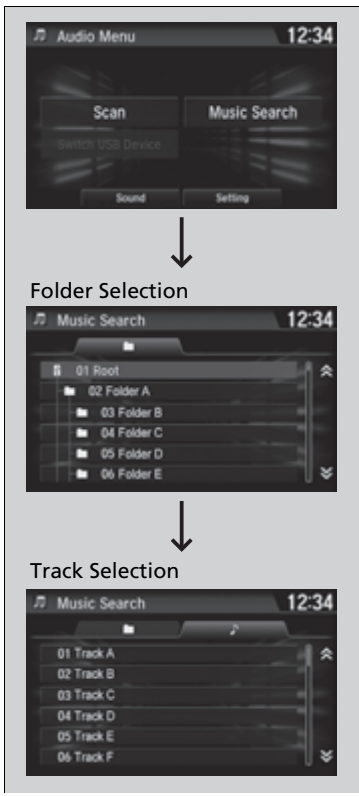 Audio Menu 12:34
Scan Music Search
Switch USB Device
Sound Setting
Folder Selection
Music Search 12:34
01 Root
02 Folder A
03 Folder B
04 Folder C
05 Folder D
06 Folder E
Track Selection
Music Search 12:34
01 Track A
02 Track B
03 Track C
04 Track D
05 Track E
06 Track F